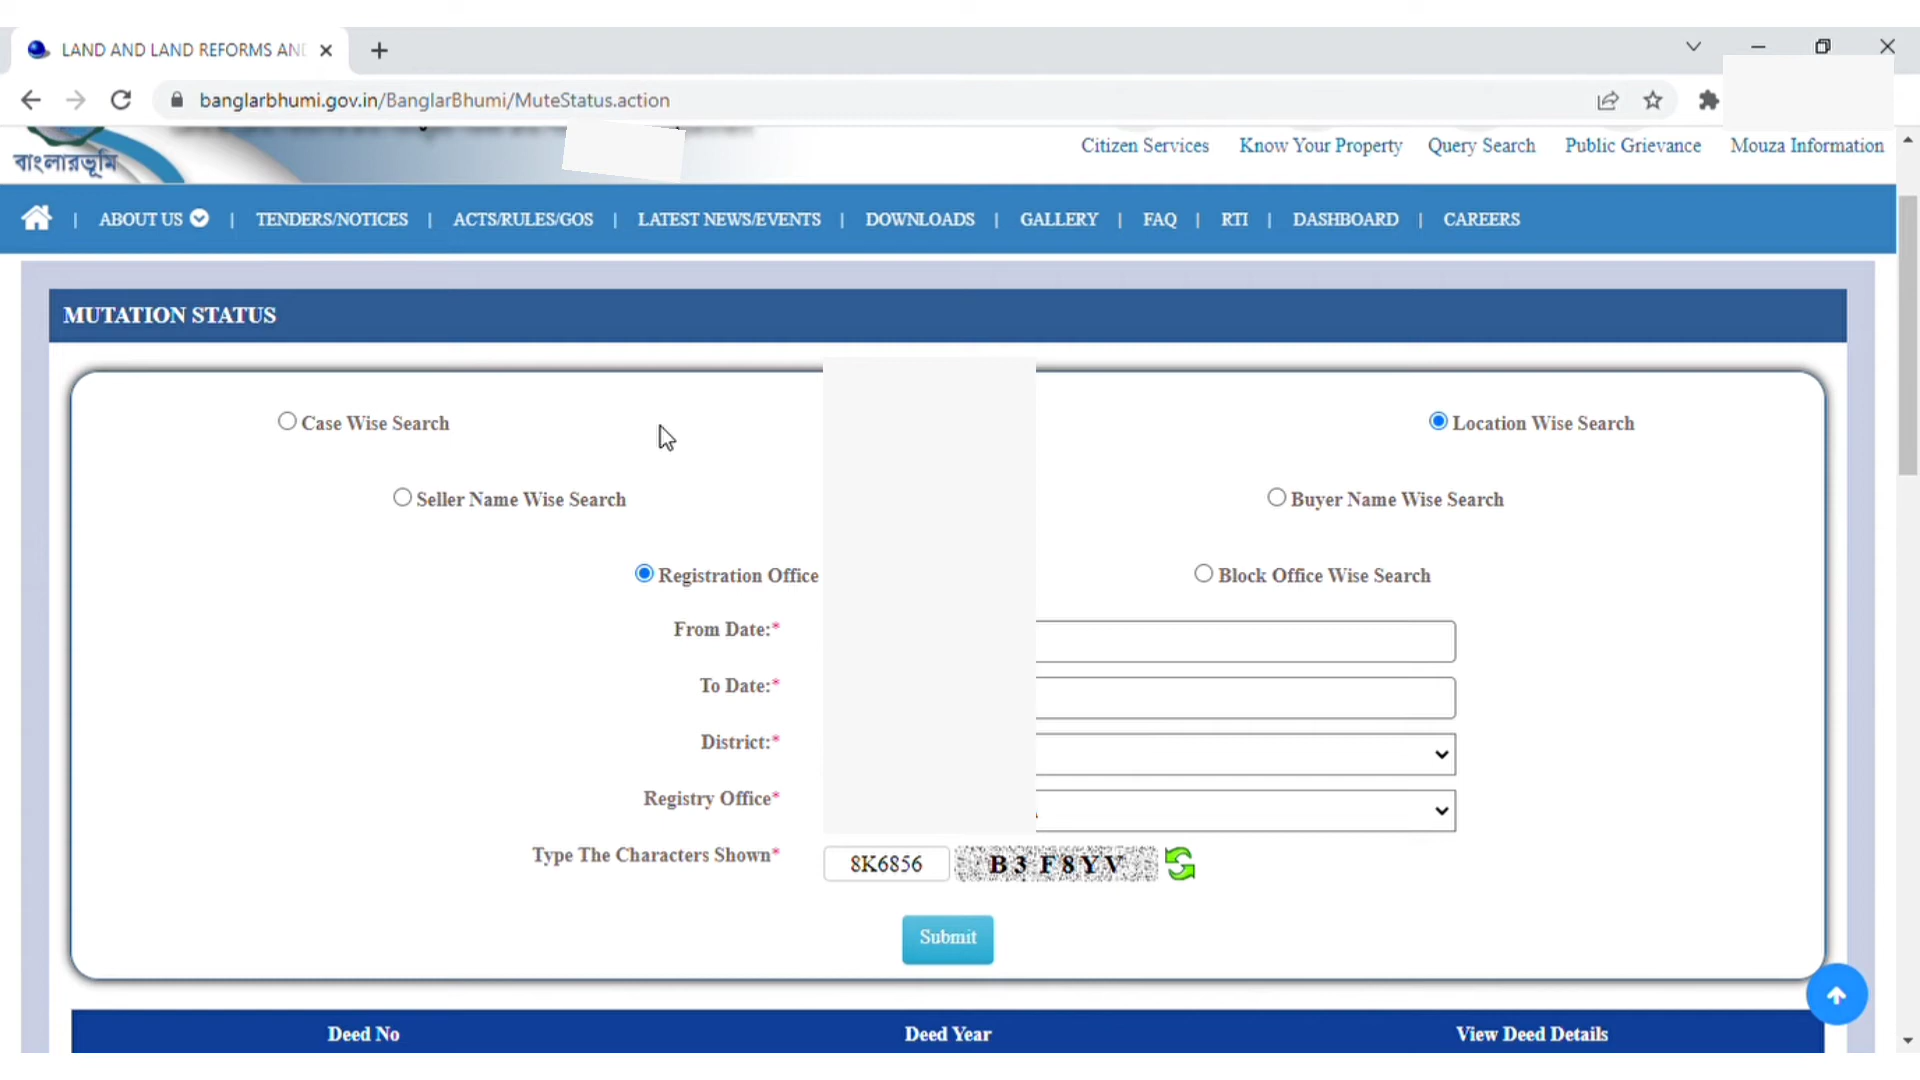 LAND AND LAND REFORMS AND
banglarbhumi.gov.in/BanglarBhumi/MuteStatus.action
বাংলারভূমি
Citizen Services Know Your Property Query Search Public Grievance Mouza Information
| ABOUT US | TENDERS/NOTICES | ACTS/RULES/GOS | LATEST NEWS/EVENTS | DOWNLOADS | GALLERY | FAQ | RTI | DASHBOARD | CAREERS
MUTATION STATUS
Case Wise Search Location Wise Search
Seller Name Wise Search Buyer Name Wise Search
Registration Office Block Office Wise Search
From Date:*
To Date:*
District:*
Registry Office*
Type The Characters Shown* 8K6856 B3 F8YV
Submit
Deed No Deed Year View Deed Details